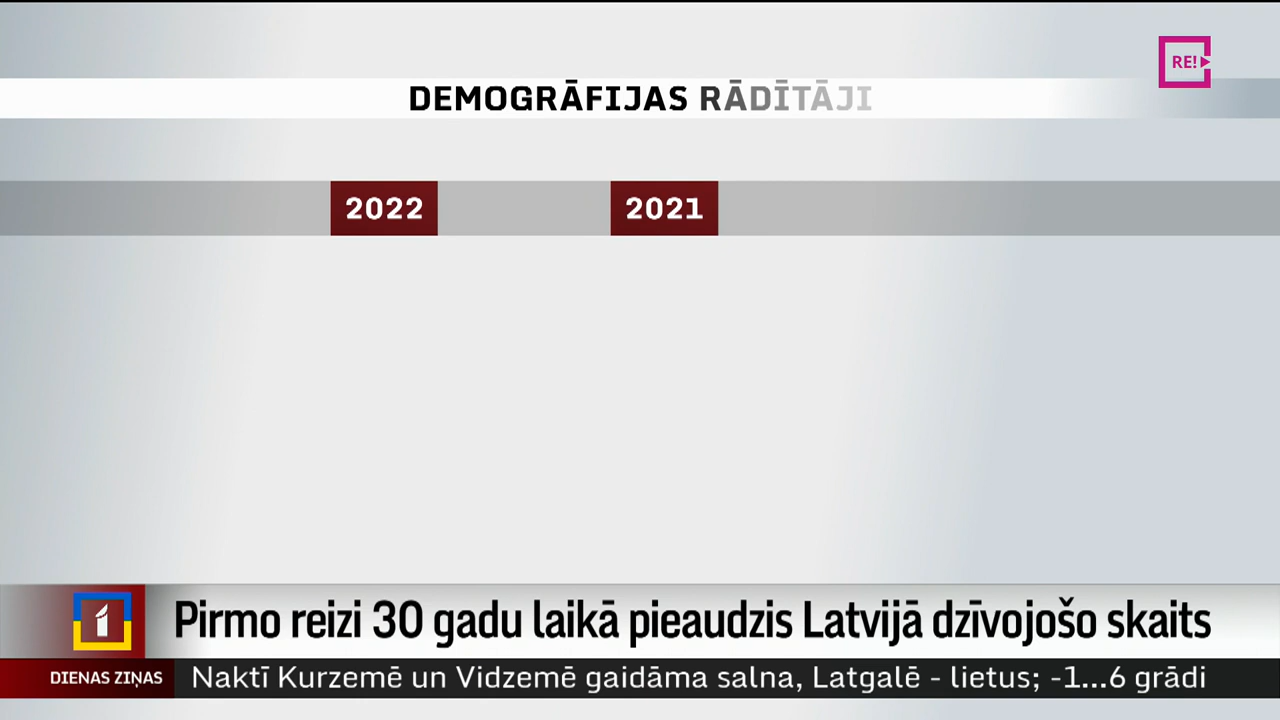 RE!
DEMOGRĀFIJAS RĀDĪTĀJI
2022 2021
1
Pirmo reizi 30 gadu laikā pieaudzis Latvijā dzīvojošo skaits
DIENAS ZIŅAS Naktī Kurzemē un Vidzemē gaidāma salna, Latgalē - lietus; -1...6 grādi